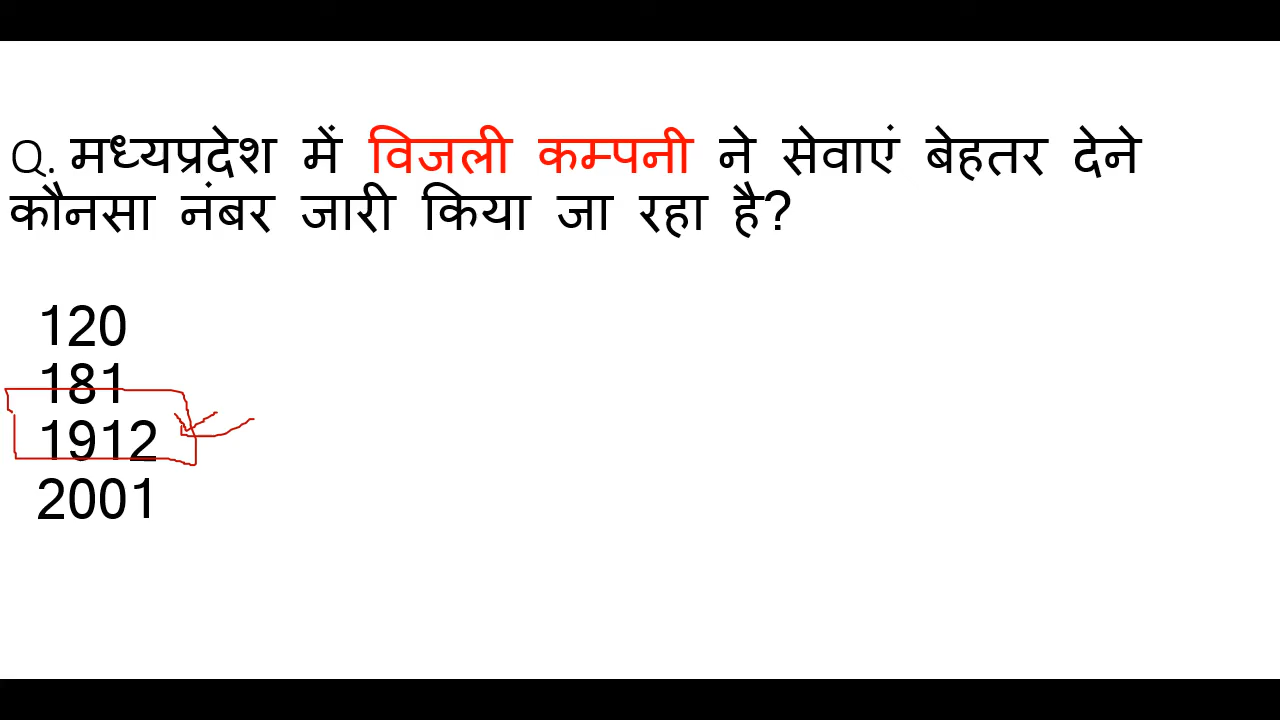 Q. मध्यप्रदेश में विजली कम्पनी ने सेवाएं बेहतर देने
कौनसा नंबर जारी किया जा रहा है?
120
181
1912
2001